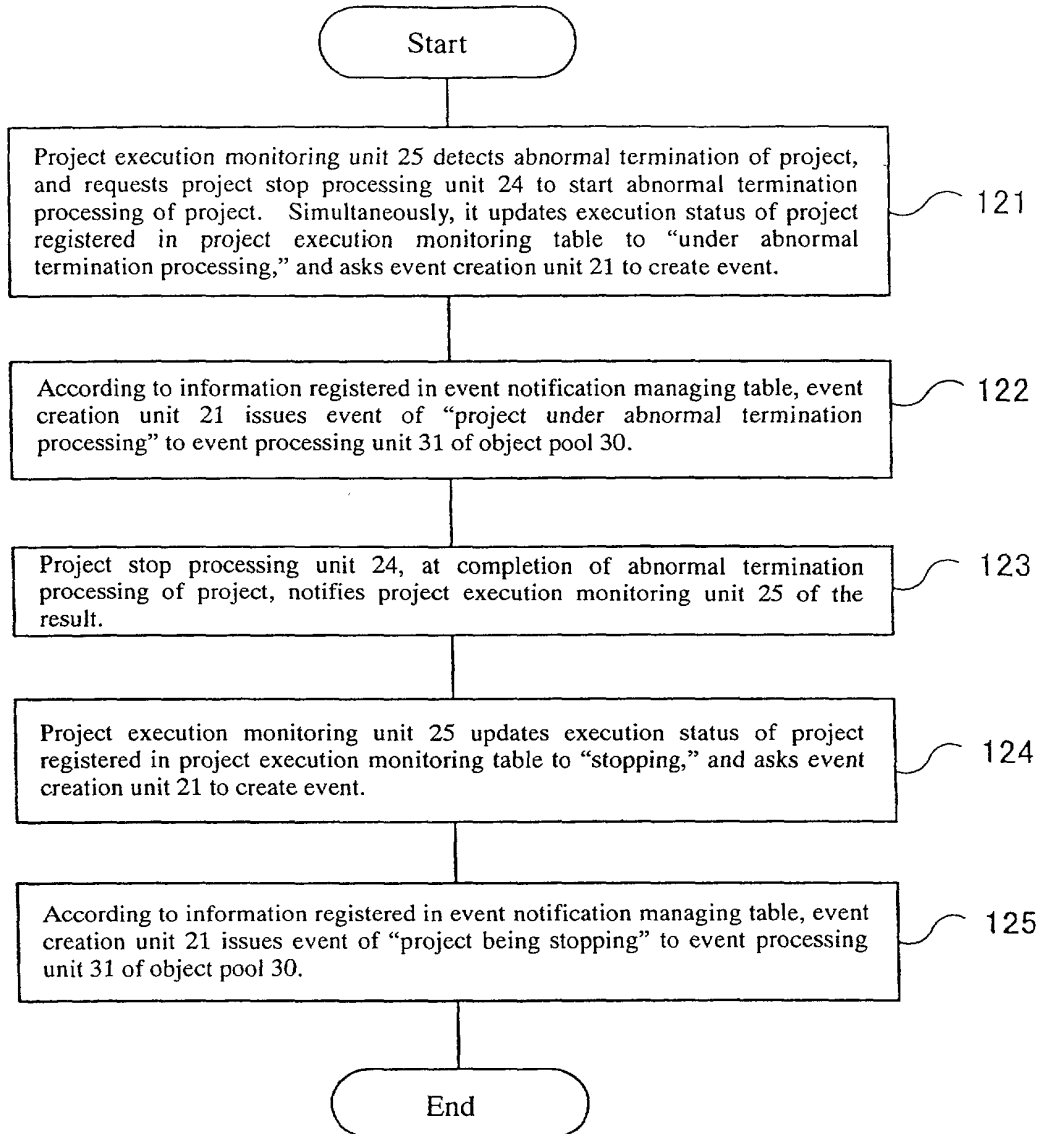 Start
Project execution monitoring unit 25 detects abnormal termination of project,
and requests project stop processing unit 24 to start abnormal termination
processing of project. Simultaneously, it updates execution status of project
registered in project execution monitoring table to “under abnormal
termination processing,” and asks event creation unit 21 to create event.
121
According to information registered in event notification managing table, event
creation unit 21 issues event of “project under abnormal termination
processing” to event processing unit 31 of object pool 30.
122
Project stop processing unit 24, at completion of abnormal termination
processing of project, notifies project execution monitoring unit 25 of the
result.
123
Project execution monitoring unit 25 updates execution status of project
registered in project execution monitoring table to “stopping,” and asks event
creation unit 21 to create event.
124
According to information registered in event notification managing table, event
creation unit 21 issues event of “project being stopping” to event processing
unit 31 of object pool 30.
125
End